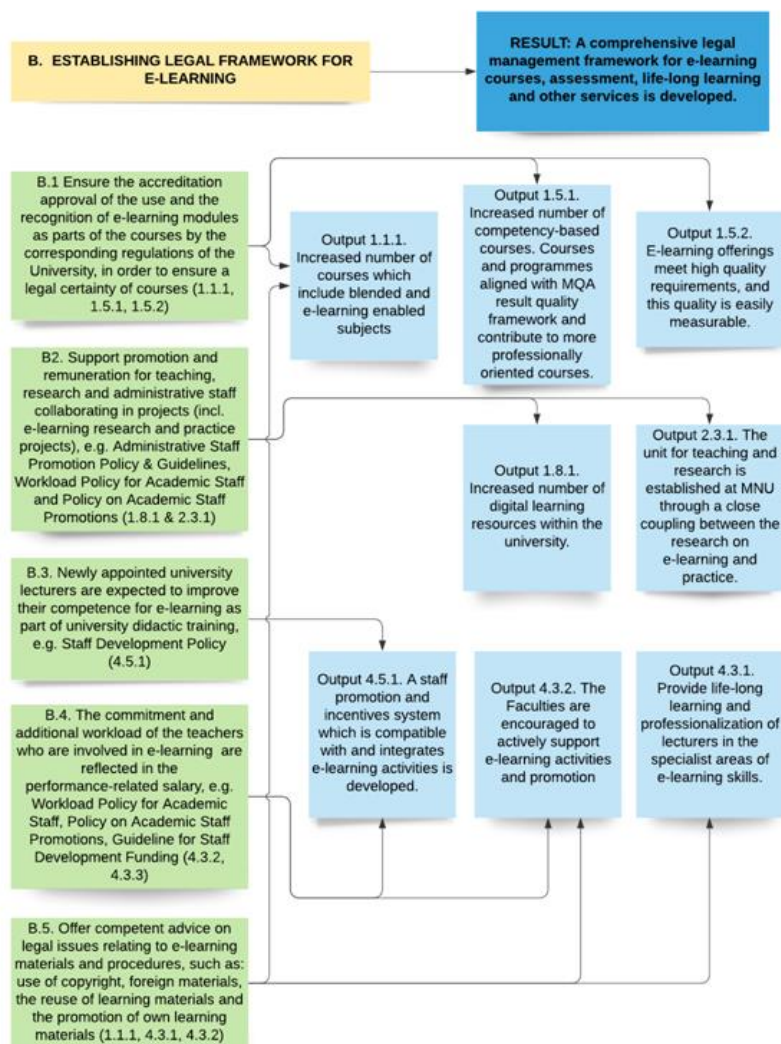 B. ESTABLISHING LEGAL FRAMEWORK FOR
E-LEARNING
RESULT: A comprehensive legal
management framework for e-learning
courses, assessment, life-long learning
and other services is developed.
B.1 Ensure the accreditation
approval of the use and the
recognition of e-learning modules
as parts of the courses by the
corresponding regulations of the
University, in order to ensure a
legal certainty of courses (1.1.1,
1.5.1, 1.5.2)
Output 1.1.1.
Increased number of
courses which
include blended and
e-learning enabled
subjects
Output 1.5.1.
Increased number of
competency-based
courses. Courses
and programmes
aligned with MQA
result quality
framework and
contribute to more
professionally
oriented courses.
Output 1.5.2.
E-learning offerings
meet high quality
requirements, and
this quality is easily
measurable.
B2. Support promotion and
remuneration for teaching,
research and administrative staff
collaborating in projects (incl.
e-learning research and practice
projects), e.g. Administrative Staff
Promotion Policy & Guidelines,
Workload Policy for Academic Staff
and Policy on Academic Staff
Promotions (1.8.1 & 2.3.1)
Output 1.8.1.
Increased number of
digital learning
resources within the
university.
Output 2.3.1. The
unit for teaching and
research is
established at MNU
through a close
coupling between the
research on
e-learning and
practice.
B.3. Newly appointed university
lecturers are expected to improve
their competence for e-learning as
part of university didactic training,
e.g. Staff Development Policy
(4.5.1)
Output 4.5.1. A staff
promotion and
incentives system
which is compatible
with and integrates
e-learning activities is
developed.
Output 4.3.2. The
Faculties are
encouraged to
actively support
e-learning activities
and promotion
Output 4.3.1.
Provide life-long
learning and
professionalization of
lecturers in the
specialist areas of
e-learning skills.
B.4. The commitment and
additional workload of the teachers
who are involved in e-learning are
reflected in the
performance-related salary, e.g.
Workload Policy for Academic
Staff, Policy on Academic Staff
Promotions, Guideline for Staff
Development Funding (4.3.2,
4.3.3)
B.5. Offer competent advice on
legal issues relating to e-learning
materials and procedures, such as:
use of copyright, foreign materials,
the reuse of learning materials and
the promotion of own learning
materials (1.1.1, 4.3.1, 4.3.2)